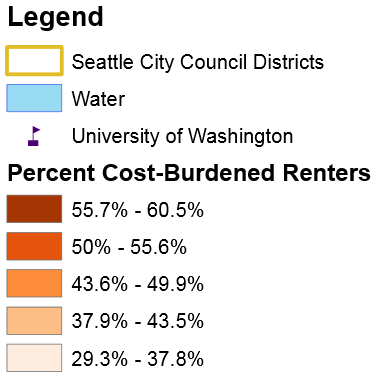 Legend
Seattle City Council Districts
Water
University of Washington
Percent Cost-Burdened Renters
55.7% - 60.5%
50% - 55.6%
43.6% - 49.9%
37.9% - 43.5%
29.3% - 37.8%